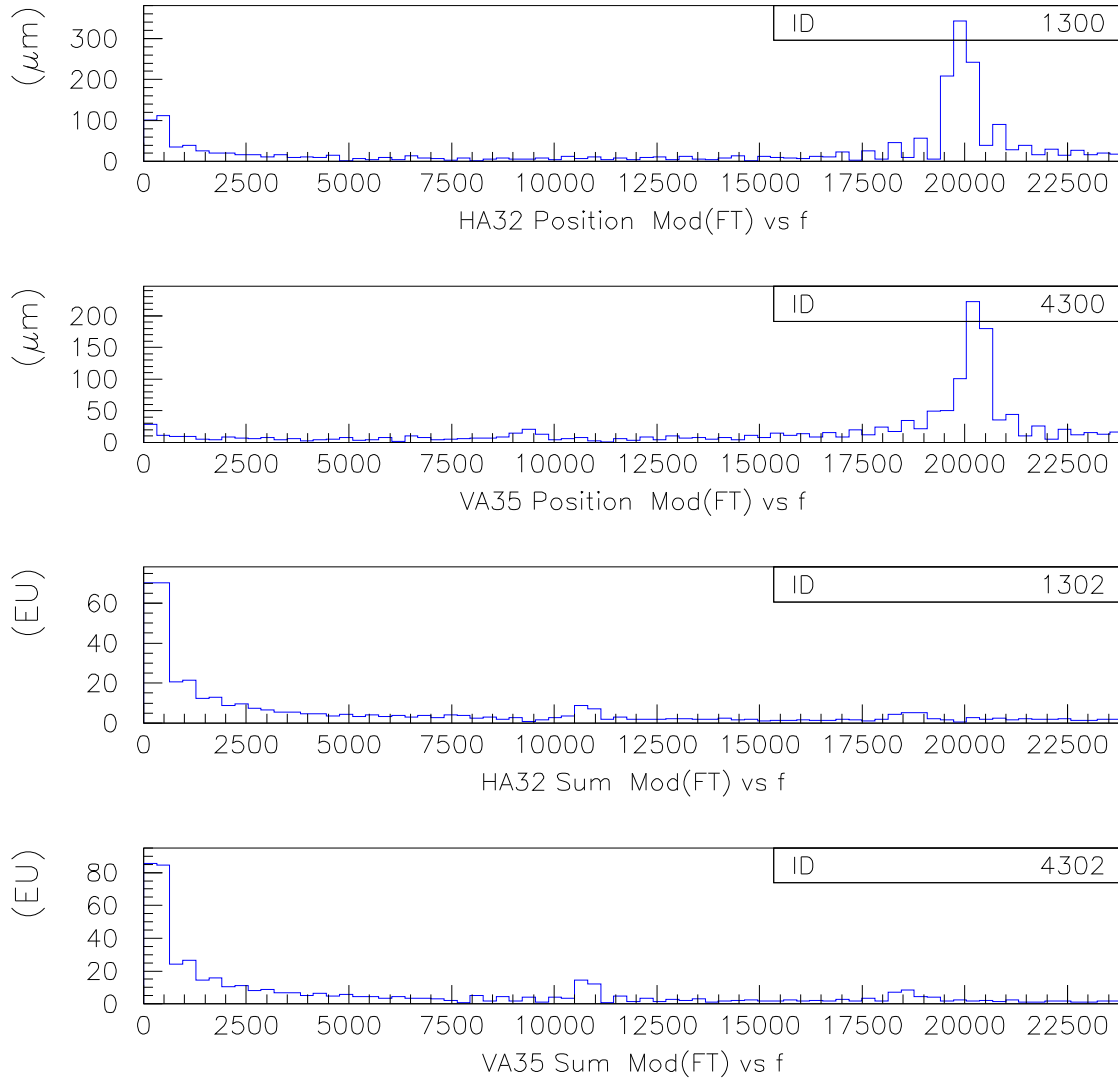 ID 1300
(μm)
300
200
100
0
0 2500 5000 7500 10000 12500 15000 17500 20000 22500
HA32 Position Mod(FT) vs f
ID 4300
(μm)
200
150
100
50
0
0 2500 5000 7500 10000 12500 15000 17500 20000 22500
VA35 Position Mod(FT) vs f
ID 1302
(EU)
60
40
20
0
0 2500 5000 7500 10000 12500 15000 17500 20000 22500
HA32 Sum Mod(FT) vs f
ID 4302
(EU)
80
60
40
20
0
0 2500 5000 7500 10000 12500 15000 17500 20000 22500
VA35 Sum Mod(FT) vs f